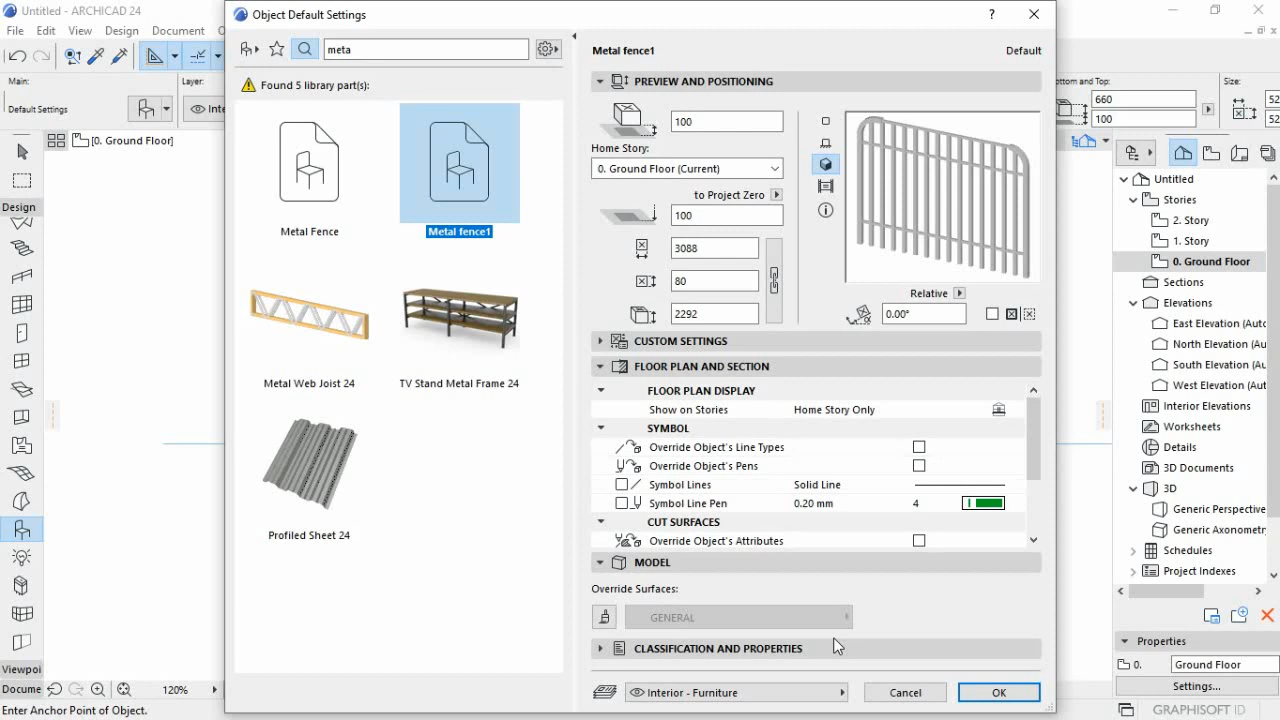 Untitled - ARCHICAD 24
File Edit View Design Document
Main:
Layer:
Default Settings
Inte
[0. Ground Floor]
Design
Viewpoi
Docume
120%
Enter Anchor Point of Object.
Object Default Settings
?
meta
Found 5 library part(s):
Metal Fence
Metal fence1
Metal Web Joist 24
TV Stand Metal Frame 24
Profiled Sheet 24
Metal fence1
Default
PREVIEW AND POSITIONING
100
Home Story:
0. Ground Floor (Current)
to Project Zero
100
3088
80
2292
Relative
0.00°
CUSTOM SETTINGS
FLOOR PLAN AND SECTION
FLOOR PLAN DISPLAY
Show on Stories Home Story Only
SYMBOL
Override Object's Line Types
Override Object's Pens
Symbol Lines Solid Line
Symbol Line Pen 0.20 mm 4
CUT SURFACES
Override Object's Attributes
MODEL
Override Surfaces:
GENERAL
CLASSIFICATION AND PROPERTIES
Interior - Furniture
Cancel
OK
ottom and Top:
Size:
660
52
100
52
Untitled
Stories
2. Story
1. Story
0. Ground Floor
Sections
Elevations
East Elevation (Auto
North Elevation (Au
South Elevation (Au
West Elevation (Aut
Interior Elevations
Worksheets
Details
3D Documents
3D
Generic Perspective
Generic Axonometry
Schedules
Project Indexes
Properties
0. Ground Floor
Settings...
GRAPHISOFT ID